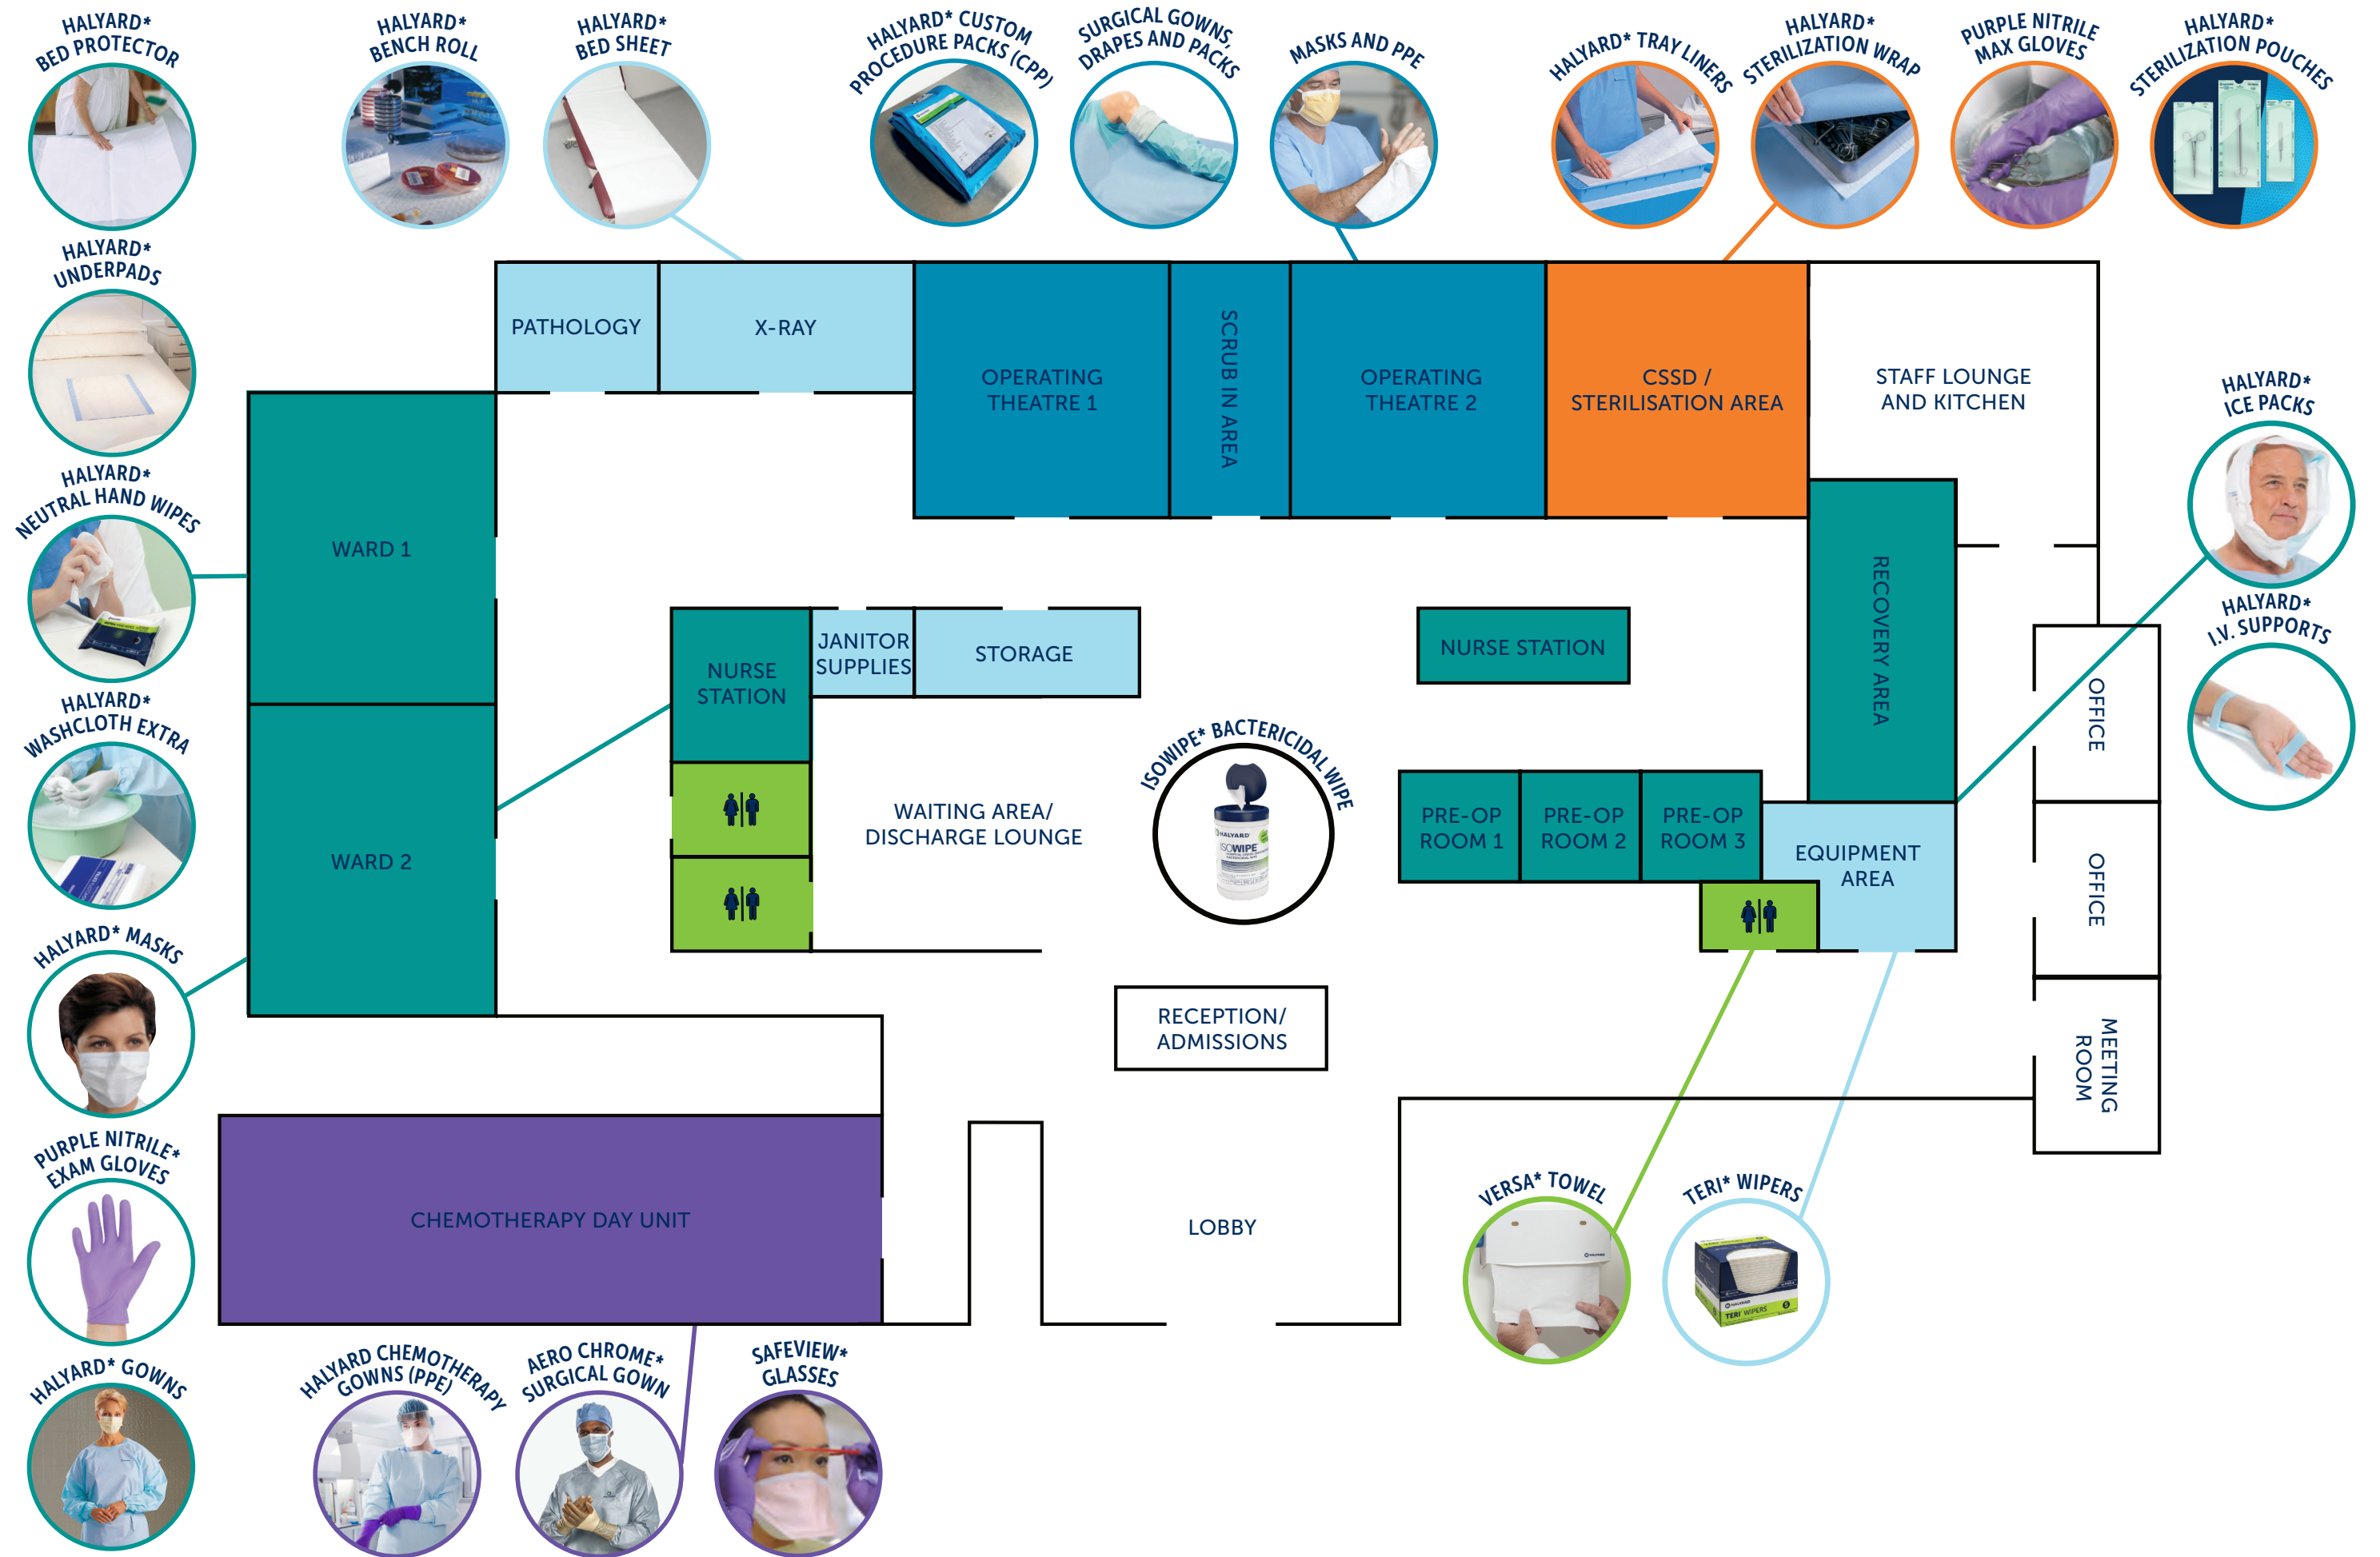 HALYARD*
BED PROTECTOR
HALYARD*
BENCH ROLL
HALYARD*
BED SHEET
HALYARD* CUSTOM
PROCEDURE PACKS (CPP)
SURGICAL GOWNS,
DRAPES AND PACKS
MASKS AND PPE
HALYARD* TRAY LINERS
HALYARD*
STERILIZATION WRAP
PURPLE NITRILE
MAX GLOVES
HALYARD*
STERILIZATION POUCHES
HALYARD*
UNDERPADS
HALYARD*
NEUTRAL HAND WIPES
HALYARD*
WASHCLOTH EXTRA
HALYARD* MASKS
PURPLE NITRILE*
EXAM GLOVES
HALYARD* GOWNS
PATHOLOGY
X-RAY
OPERATING
THEATRE 1
SCRUB IN AREA
OPERATING
THEATRE 2
CSSD /
STERILISATION AREA
STAFF LOUNGE
AND KITCHEN
HALYARD*
ICE PACKS
HALYARD*
I.V. SUPPORTS
WARD 1
WARD 2
NURSE
STATION
JANITOR
SUPPLIES
STORAGE
NURSE STATION
RECOVERY AREA
OFFICE
OFFICE
MEETING
ROOM
WAITING AREA/
DISCHARGE LOUNGE
ISOWIPE* BACTERICIDAL WIPE
HALYARD
ISOWIPE
PRE-OP
ROOM 1
PRE-OP
ROOM 2
PRE-OP
ROOM 3
EQUIPMENT
AREA
RECEPTION/
ADMISSIONS
LOBBY
CHEMOTHERAPY DAY UNIT
VERSA* TOWEL
HALYARD
TERI* WIPERS
HALYARD
TERI* WIPERS
HALYARD CHEMOTHERAPY
GOWNS (PPE)
AERO CHROME*
SURGICAL GOWN
SAFEVIEW*
GLASSES